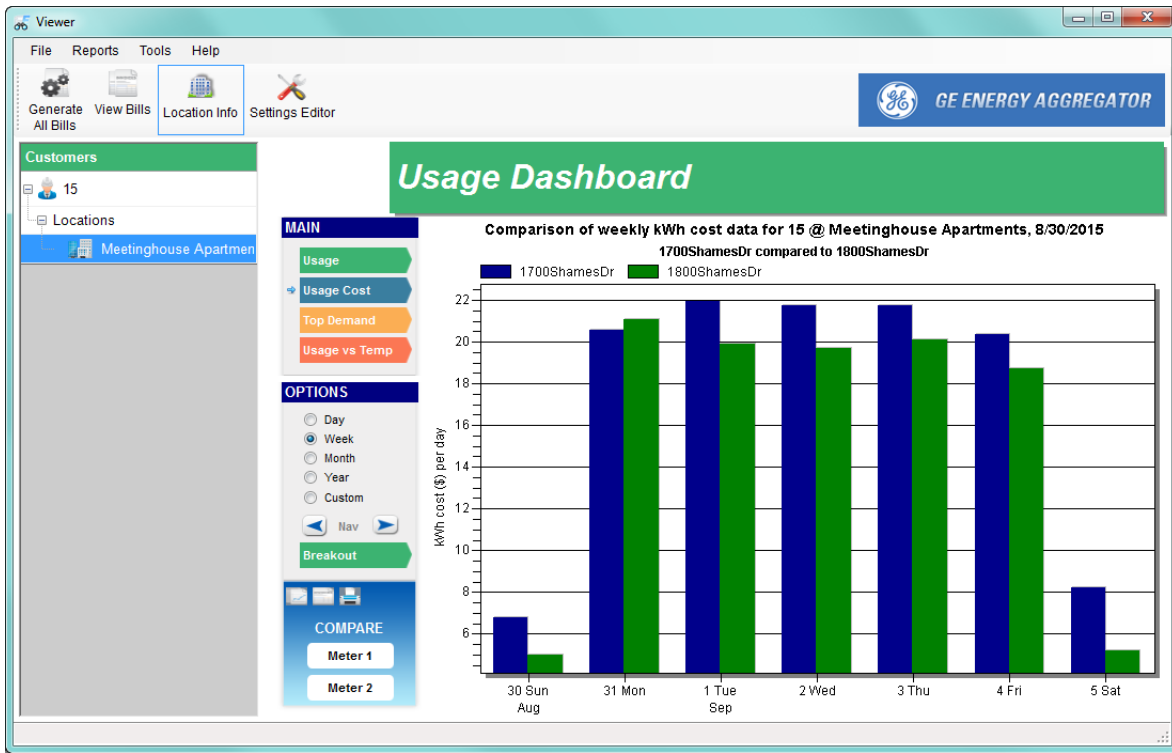 Viewer
File Reports Tools Help
Generate All Bills
View Bills
Location Info
Settings Editor
GE ENERGY AGGREGATOR
Customers
15
Locations
Meetinghouse Apartmen
Usage Dashboard
MAIN
Usage
Usage Cost
Top Demand
Usage vs Temp
OPTIONS
Day
Week
Month
Year
Custom
Nav
Breakout
COMPARE
Meter 1
Meter 2
Comparison of weekly kWh cost data for 15 @ Meetinghouse Apartments, 8/30/2015
1700ShamesDr compared to 1800ShamesDr
1700ShamesDr 1800ShamesDr
kWh cost ($) per day
22
20
18
16
14
12
10
8
6
30 Sun 31 Mon 1 Tue 2 Wed 3 Thu 4 Fri 5 Sat
Aug Sep